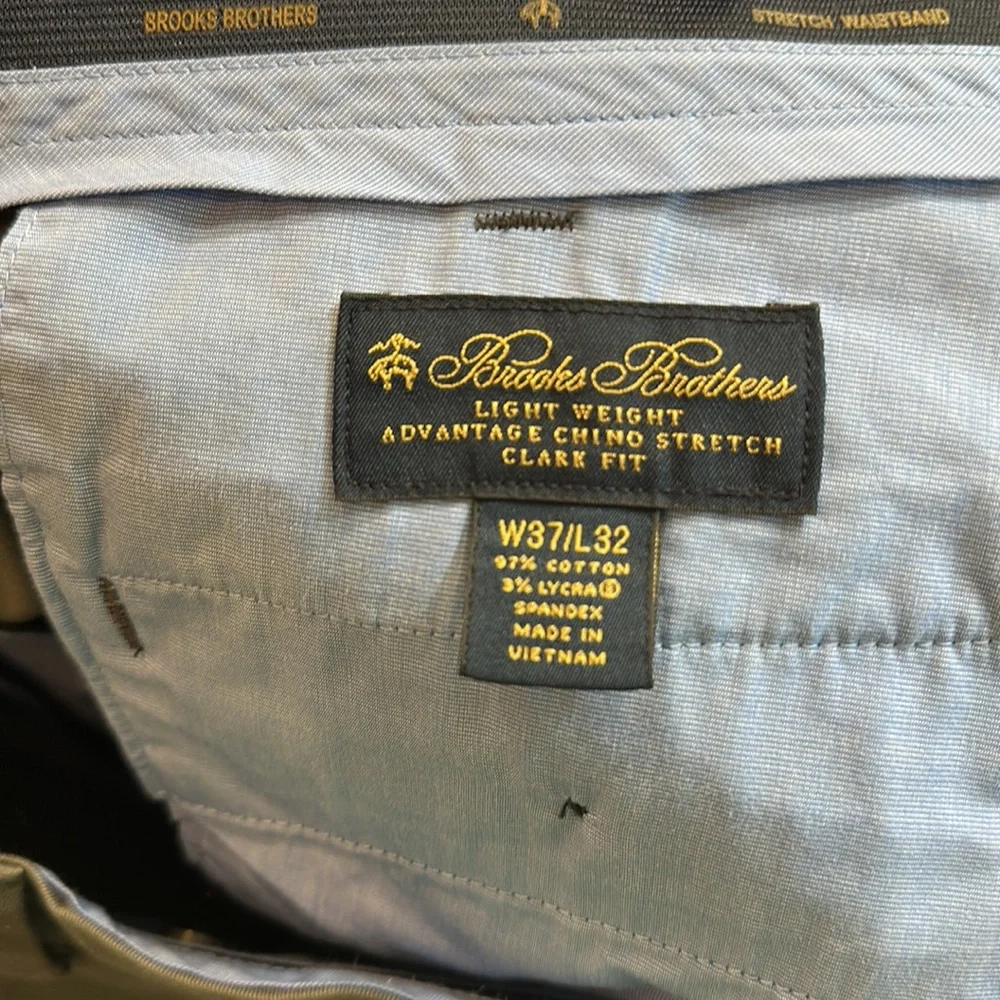 BROOKS BROTHERS STRETCH WAISTBAND
Brooks Brothers
LIGHT WEIGHT
ADVANTAGE CHINO STRETCH
CLARK FIT
W37/L32
97% COTTON
3% LYCRA®
SPANDEX
MADE IN
VIETNAM